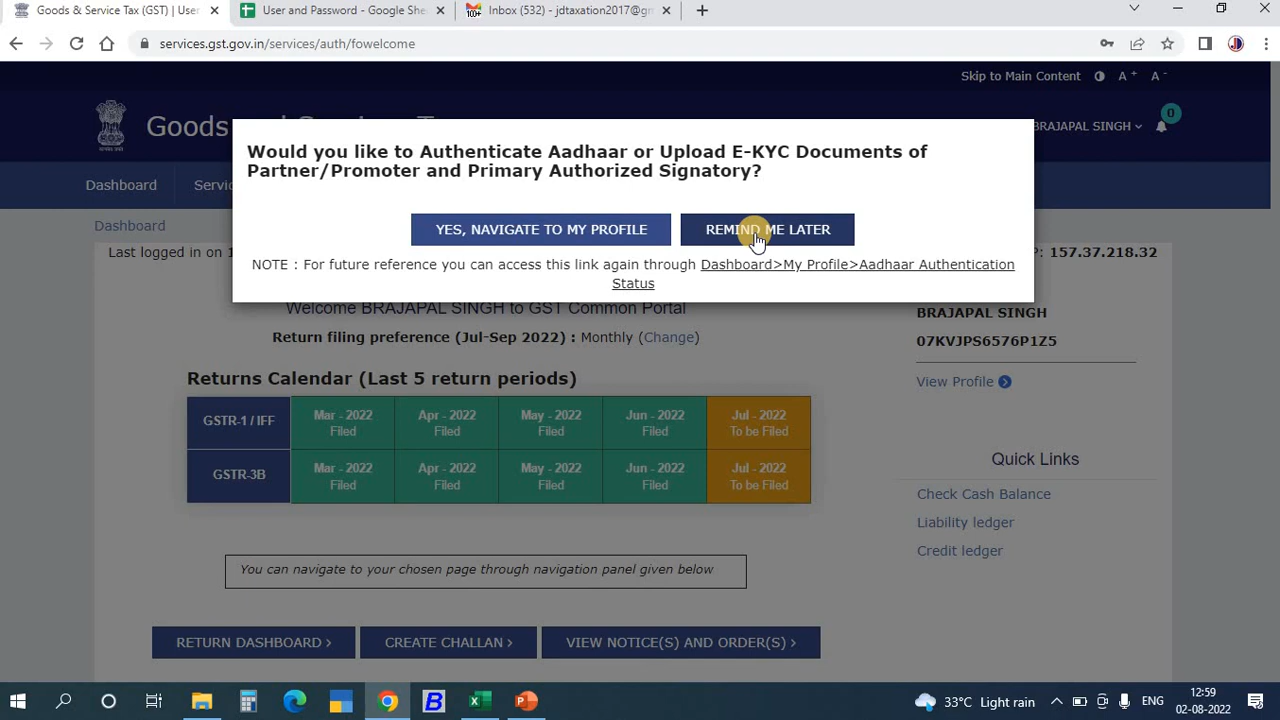 Goods & Service Tax (GST) | User
User and Password - Google She
Inbox (532) - jdtaxation2017@gm
services.gst.gov.in/services/auth/fowelcome
Skip to Main Content
A+
A-
Goods
0
BRAJAPAL SINGH
Would you like to Authenticate Aadhaar or Upload E-KYC Documents of
Partner/Promoter and Primary Authorized Signatory?
Dashboard
Servi
YES, NAVIGATE TO MY PROFILE
REMIND ME LATER
Dashboard
NOTE : For future reference you can access this link again through Dashboard>My Profile>Aadhaar Authentication
Status
Last logged in on 1
P: 157.37.218.32
Welcome BRAJAPAL SINGH to GST Common Portal
Return filing preference (Jul-Sep 2022) : Monthly (Change)
BRAJAPAL SINGH
07KVJPS6576P1Z5
View Profile
Returns Calendar (Last 5 return periods)
GSTR-1 / IFF
Mar - 2022
Filed
Apr - 2022
Filed
May - 2022
Filed
Jun - 2022
Filed
Jul - 2022
To be Filed
GSTR-3B
Mar - 2022
Filed
Apr - 2022
Filed
May - 2022
Filed
Jun - 2022
Filed
Jul - 2022
To be Filed
Quick Links
Check Cash Balance
Liability ledger
Credit ledger
You can navigate to your chosen page through navigation panel given below
RETURN DASHBOARD >
CREATE CHALLAN >
VIEW NOTICE(S) AND ORDER(S) >
33°C Light rain
ENG
12:59
02-08-2022